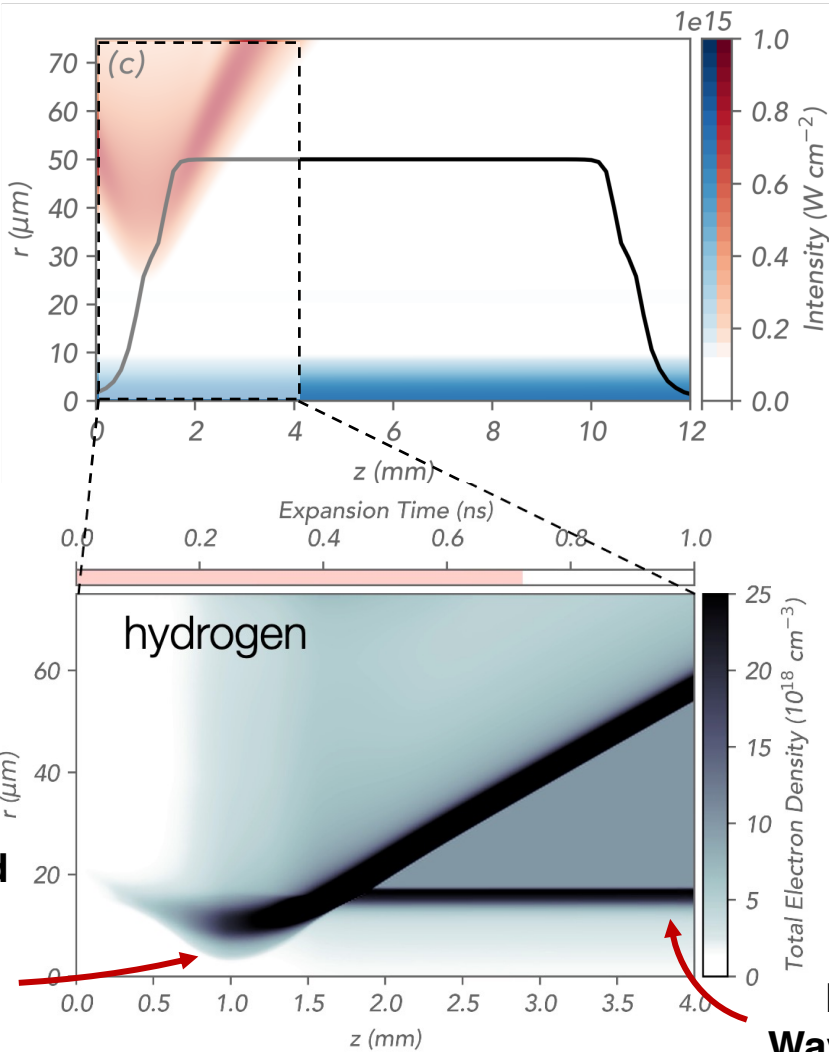 1e15
(c)
70
60
50
40
30
20
10
0
r (μm)
0 2 4 6 8 10 12
z (mm)
1.0
0.8
0.6
0.4
0.2
0.0
Intensity (W cm⁻²)
Expansion Time (ns)
0.0 0.2 0.4 0.6 0.8 1.0
hydrogen
60
40
20
0
r (μm)
0.0 0.5 1.0 1.5 2.0 2.5 3.0 3.5 4.0
z (mm)
25
20
15
10
5
0
Total Electron Density (10¹⁸ cm⁻³)